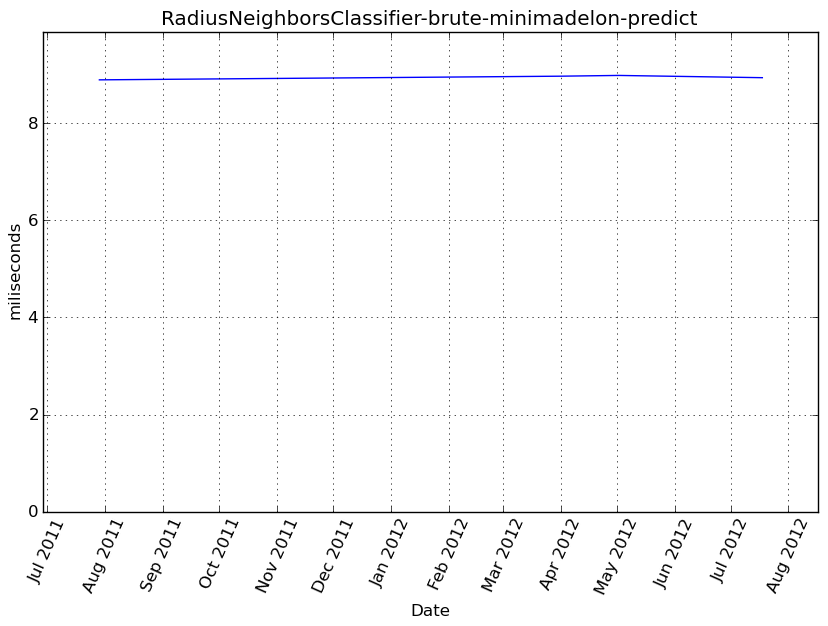 RadiusNeighborsClassifier-brute-minimadelon-predict
miliseconds
8
6
4
2
0
Jul 2011
Aug 2011
Sep 2011
Oct 2011
Nov 2011
Dec 2011
Jan 2012
Feb 2012
Mar 2012
Apr 2012
May 2012
Jun 2012
Jul 2012
Aug 2012
Date